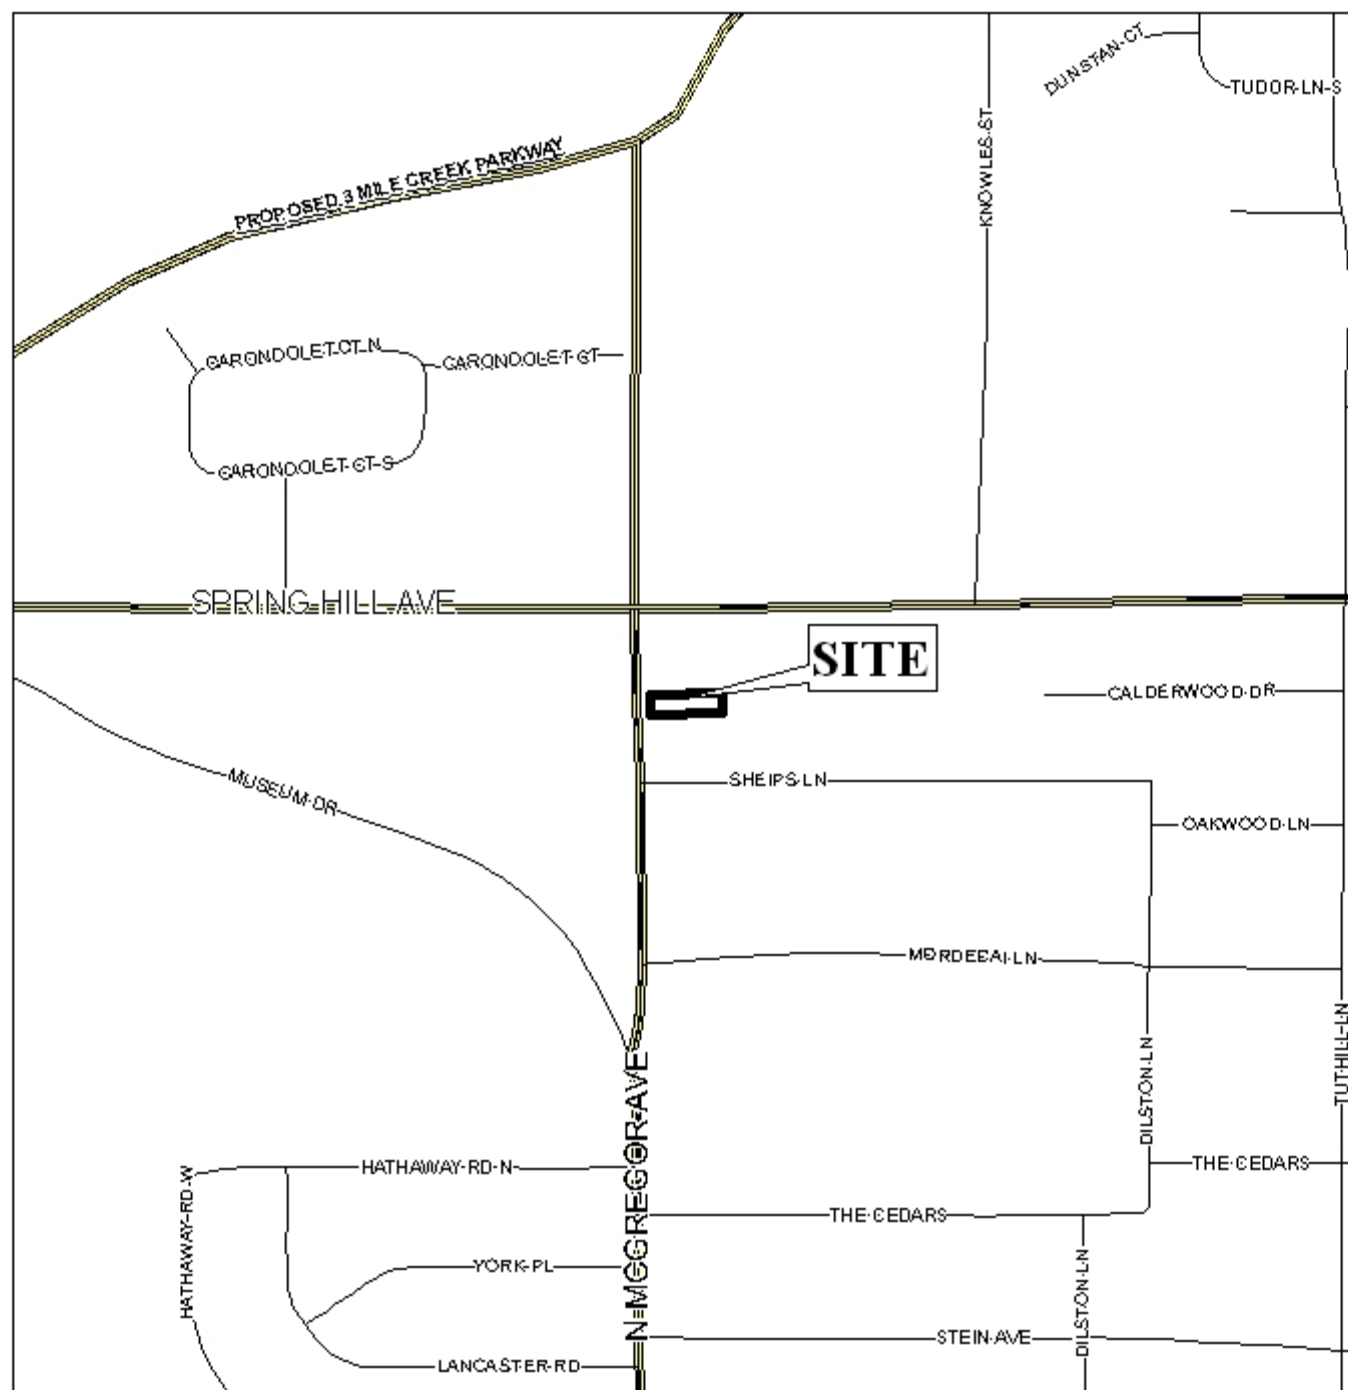 DUNSTAN CT
TUDOR LN S
KNOWLES ST
PROPOSED 3 MILE CREEK PARKWAY
CARONDOLET CT N
CARONDOLET CT
CARONDOLET CT S
SPRING HILL AVE
SITE
CALDERWOOD DR
MUSEUM DR
SHEIPS LN
OAKWOOD LN
MORDECAI LN
TUTHILL LN
DILSTON LN
N MCGREGOR AVE
HATHAWAY RD N
THE CEDARS
HATHAWAY RD W
THE CEDARS
YORK PL
DILSTON LN
STEIN AVE
LANCASTER RD